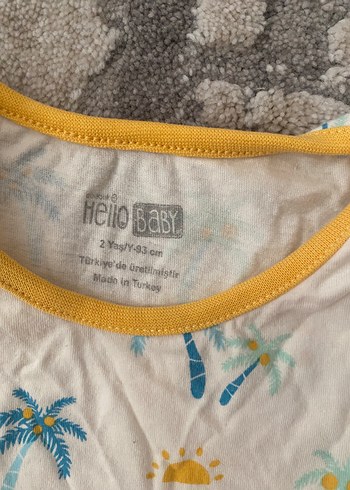 Hello BABY
2 Yaş/Y-93 cm
Türkiye'de üretilmiştir
Made in Turkey